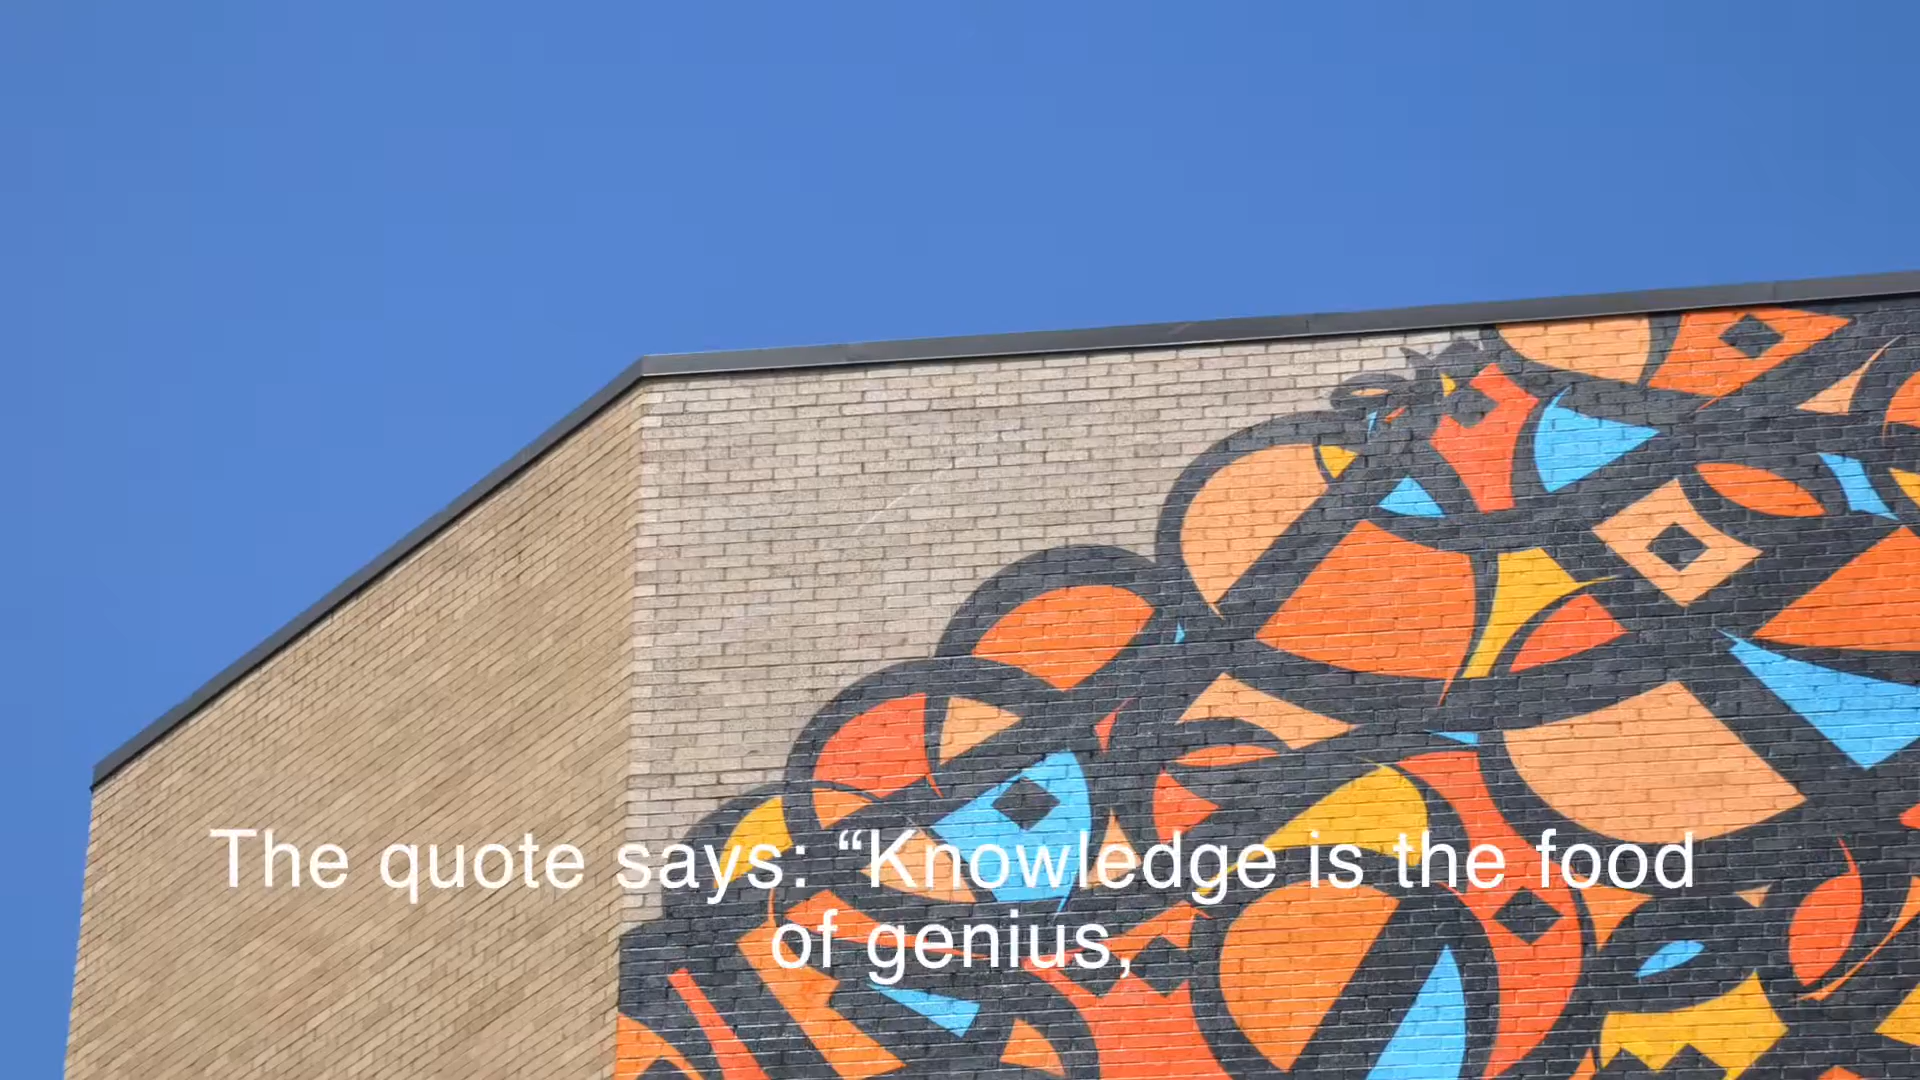 The quote says: “Knowledge is the food
of genius,